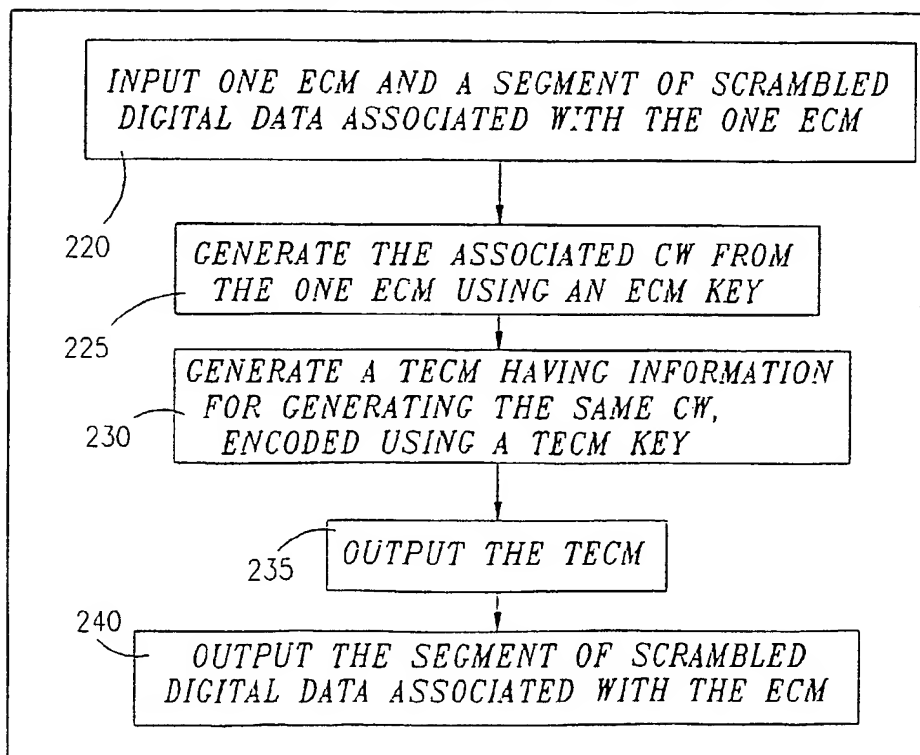 INPUT ONE ECM AND A SEGMENT OF SCRAMBLED
DIGITAL DATA ASSOCIATED WITH THE ONE ECM
220
GENERATE THE ASSOCIATED CW FROM
THE ONE ECM USING AN ECM KEY
225
GENERATE A TECM HAVING INFORMATION
FOR GENERATING THE SAME CW,
ENCODED USING A TECM KEY
230
OUTPUT THE TECM
235
240
OUTPUT THE SEGMENT OF SCRAMBLED
DIGITAL DATA ASSOCIATED WITH THE ECM